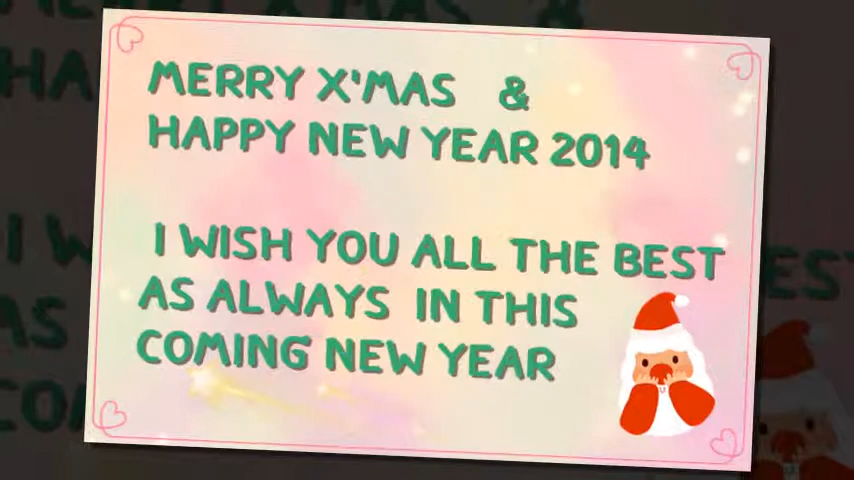 MERRY X'MAS &
HAPPY NEW YEAR 2014
I WISH YOU ALL THE BEST
AS ALWAYS IN THIS
COMING NEW YEAR